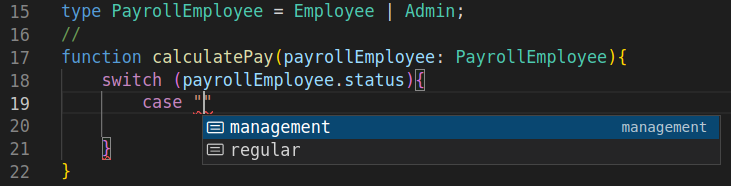 15 type PayrollEmployee = Employee | Admin;
16 //
17 function calculatePay(payrollEmployee: PayrollEmployee){
18 switch (payrollEmployee.status){
19 case ""
20 management management
21 } regular
22 }